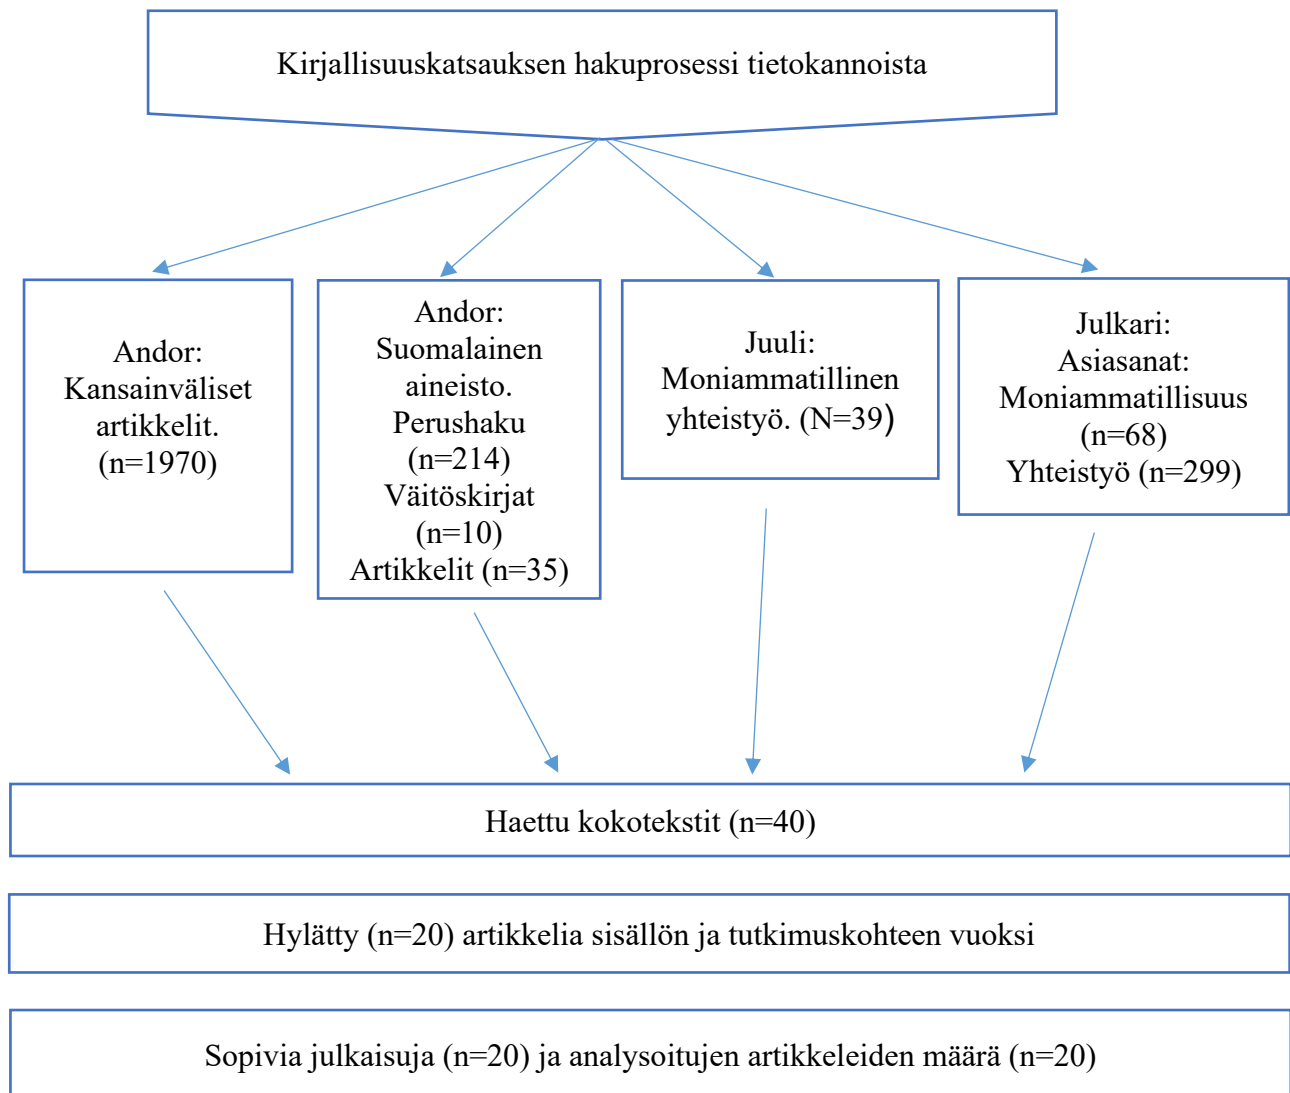 Kirjallisuuskatsauksen hakuprosessi tietokannoista
Andor:
Kansainväliset
artikkelit.
(n=1970)
Andor:
Suomalainen
aineisto.
Perushaku
(n=214)
Väitöskirjat
(n=10)
Artikkelit (n=35)
Juuli:
Moniammatillinen
yhteistyö. (N=39)
Julkari:
Asiasanat:
Moniammatillisuus
(n=68)
Yhteistyö (n=299)
Haettu kokotekstit (n=40)
Hylätty (n=20) artikkelia sisällön ja tutkimuskohteen vuoksi
Sopivia julkaisuja (n=20) ja analysoitujen artikkeleiden määrä (n=20)